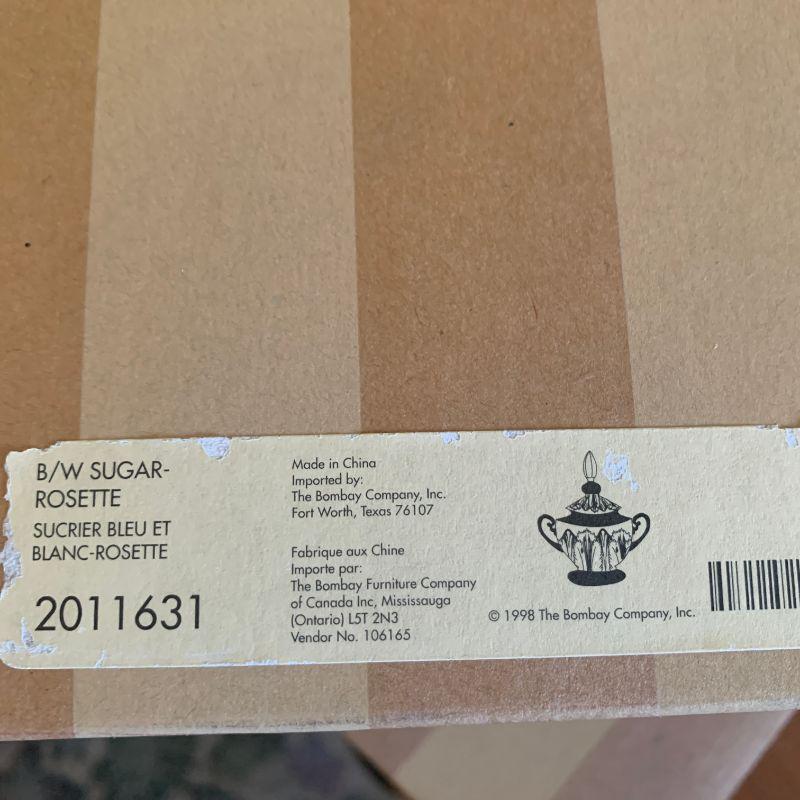 B/W SUGAR-
ROSETTE
SUCRIER BLEU ET
BLANC-ROSETTE
2011631
Made in China
Imported by:
The Bombay Company, Inc.
Fort Worth, Texas 76107
Fabrique aux Chine
Importe par:
The Bombay Furniture Company
of Canada Inc, Mississauga
(Ontario) L5T 2N3
Vendor No. 106165
© 1998 The Bombay Company, Inc.